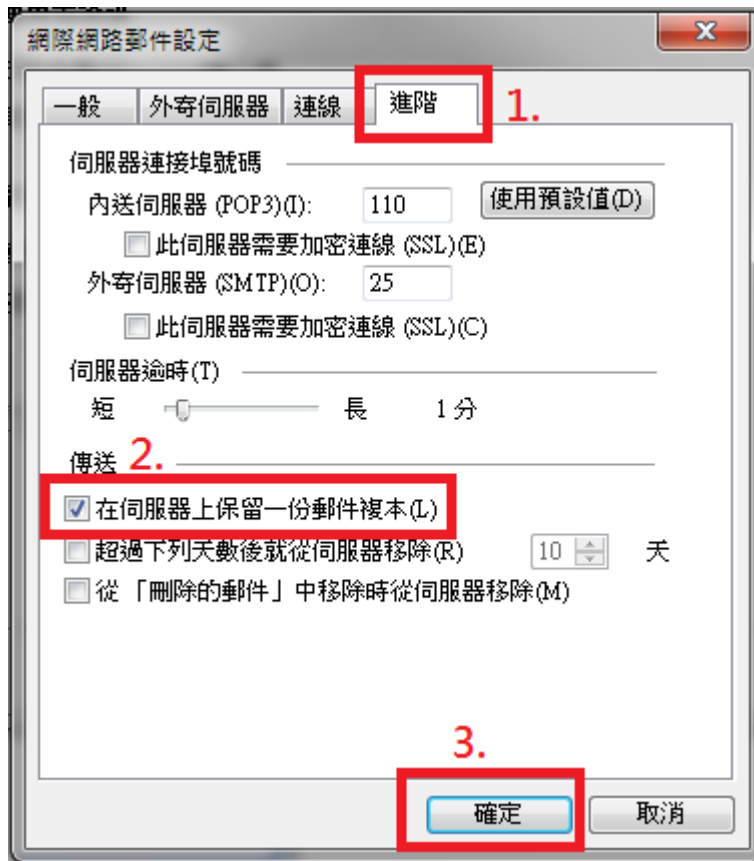 網際網路郵件設定
一般 外寄伺服器 連線 進階 1.
伺服器連接埠號碼
內送伺服器 (POP3)(I): 110 使用預設值(D)
此伺服器需要加密連線 (SSL)(E)
外寄伺服器 (SMTP)(O): 25
此伺服器需要加密連線 (SSL)(C)
伺服器逾時(T)
短 長 1 分
傳送 2.
在伺服器上保留一份郵件複本(L)
超過下列天數後就從伺服器移除(R) 10 天
從「刪除的郵件」中移除時從伺服器移除(M)
3.
確定 取消